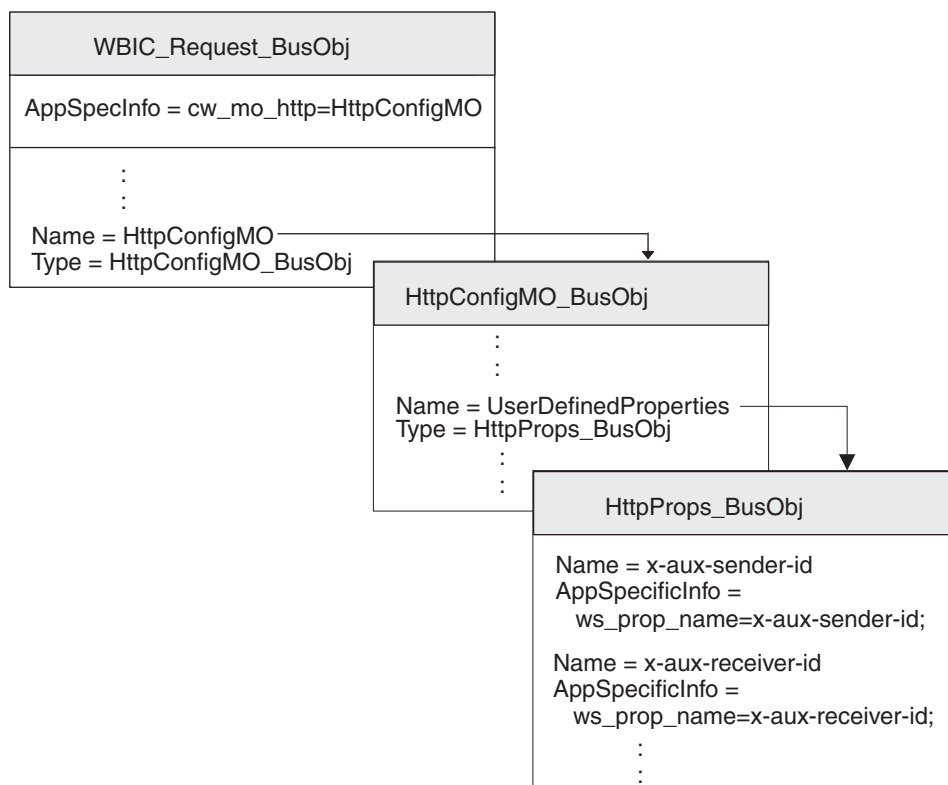 WBIC_Request_BusObj
AppSpecInfo = cw_mo_http=HttpConfigMO
:
:
Name = HttpConfigMO
Type = HttpConfigMO_BusObj
HttpConfigMO_BusObj
:
:
Name = UserDefinedProperties
Type = HttpProps_BusObj
:
:
HttpProps_BusObj
Name = x-aux-sender-id
AppSpecificInfo =
ws_prop_name=x-aux-sender-id;
Name = x-aux-receiver-id
AppSpecificInfo =
ws_prop_name=x-aux-receiver-id;
:
: